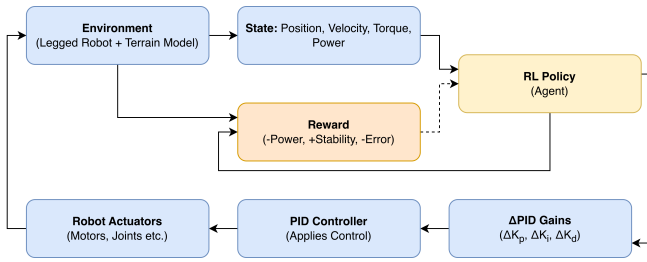 Environment
(Legged Robot + Terrain Model)
State: Position, Velocity, Torque,
Power
RL Policy
(Agent)
Reward
(-Power, +Stability, -Error)
Robot Actuators
(Motors, Joints etc.)
PID Controller
(Applies Control)
ΔPID Gains
(ΔKp, ΔKi, ΔKd)